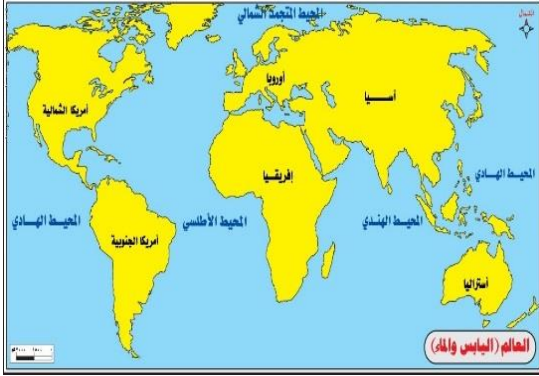 المحيط المتجمد الشمالي
الشمال
أوروبا
أمريكا الشمالية
أسيا
إفريقيا
المحيط الهادي
المحيط الهادي
المحيط الأطلسي
المحيط الهندي
أمريكا الجنوبية
أستراليا
العالم (اليابس والماء)